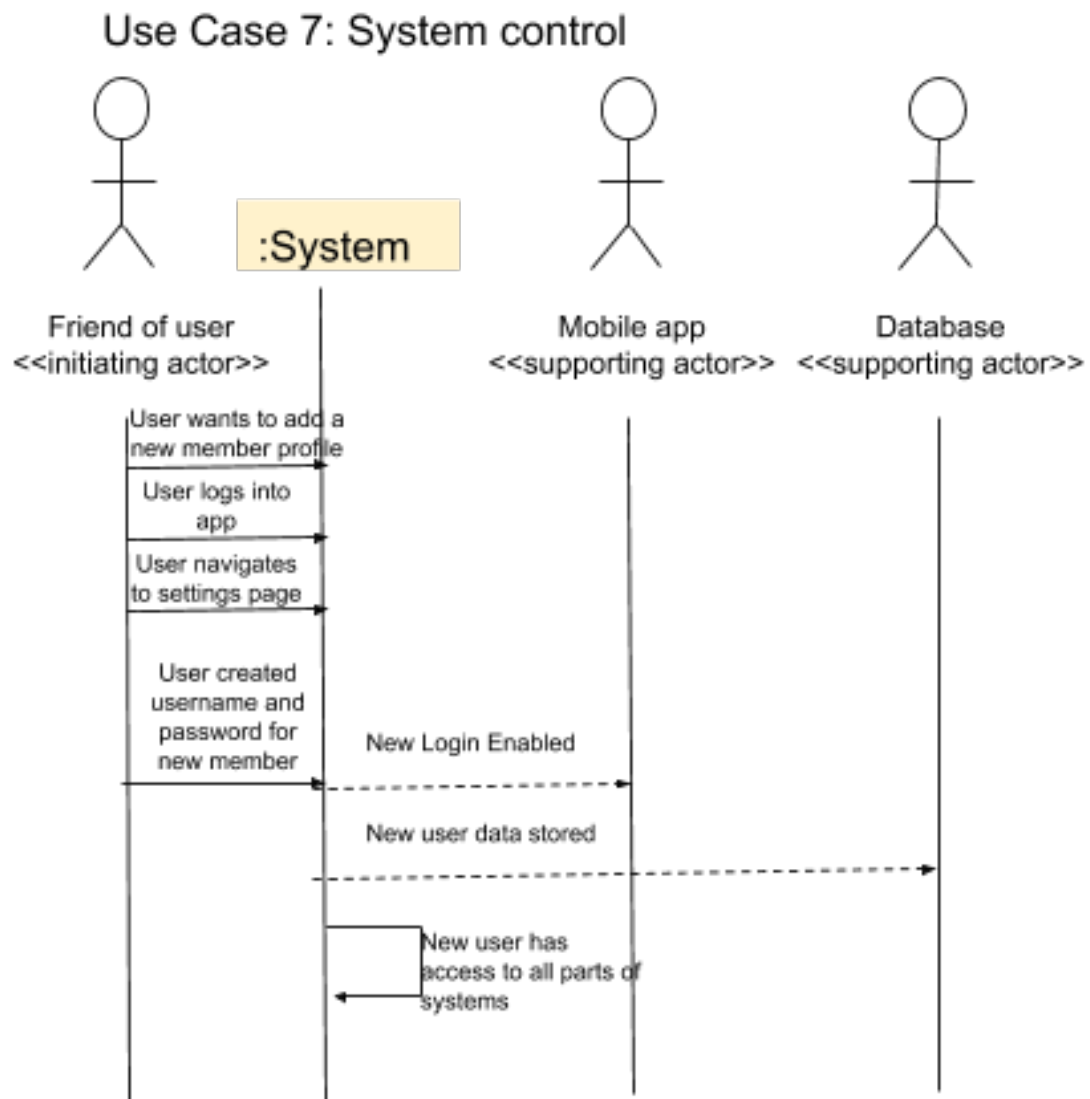 Use Case 7: System control
:System
Friend of user
<<initiating actor>>
Mobile app
<<supporting actor>>
Database
<<supporting actor>>
User wants to add a
new member profile
User logs into
app
User navigates
to settings page
User created
username and
password for
new member
New Login Enabled
New user data stored
New user has
access to all parts of
systems